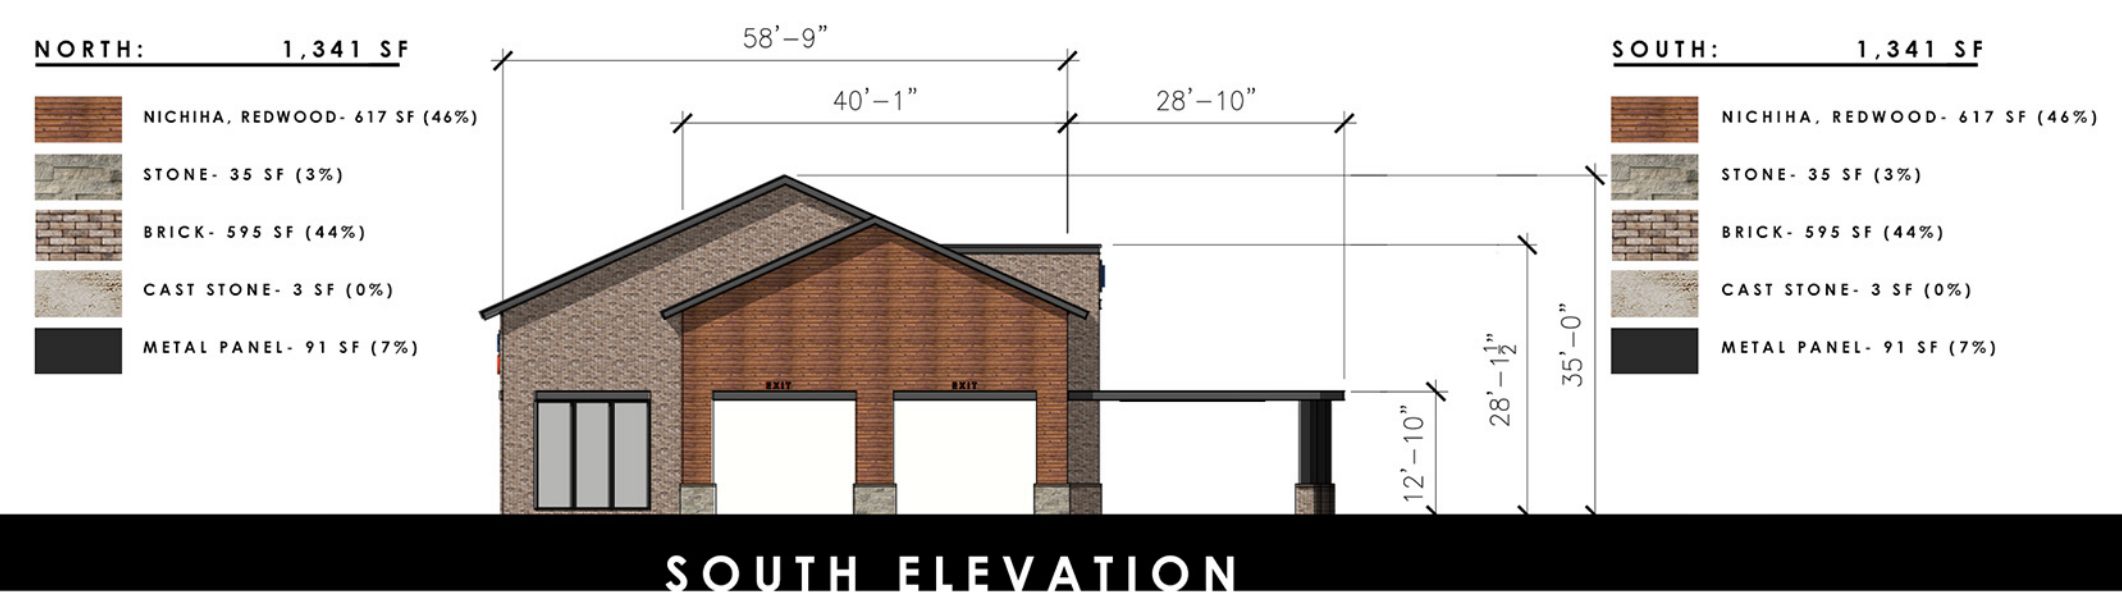 NORTH: 1,341 SF
NICHIHA, REDWOOD- 617 SF (46%)
STONE- 35 SF (3%)
BRICK- 595 SF (44%)
CAST STONE- 3 SF (0%)
METAL PANEL- 91 SF (7%)
58'-9"
40'-1"
28'-10"
EXIT EXIT
12'-10"
28'-1½"
35'-0"
SOUTH: 1,341 SF
NICHIHA, REDWOOD- 617 SF (46%)
STONE- 35 SF (3%)
BRICK- 595 SF (44%)
CAST STONE- 3 SF (0%)
METAL PANEL- 91 SF (7%)
SOUTH ELEVATION